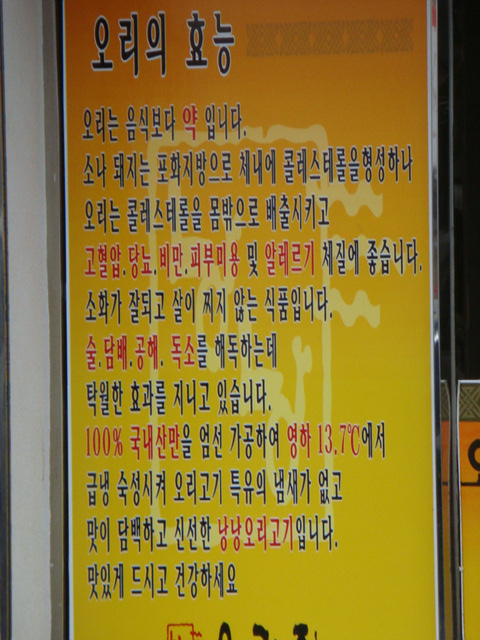 오리의 효능
오리는 음식보다 약 입니다.
소나 돼지는 포화지방으로 체내에 콜레스테롤을형성하나
오리는 콜레스테롤을 몸밖으로 배출시키고
고혈압.당뇨.비만.피부미용 및 알레르기 체질에 좋습니다.
소화가 잘되고 살이 찌지 않는 식품입니다.
술.담배.공해. 독소를 해독하는데
탁월한 효과를 지니고 있습니다.
100% 국내산만을 엄선 가공하여 영하 13.7℃에서
급냉 숙성시켜 오리고기 특유의 냄새가 없고
맛이 담백하고 신선한 낭낭오리고기입니다.
맛있게 드시고 건강하세요